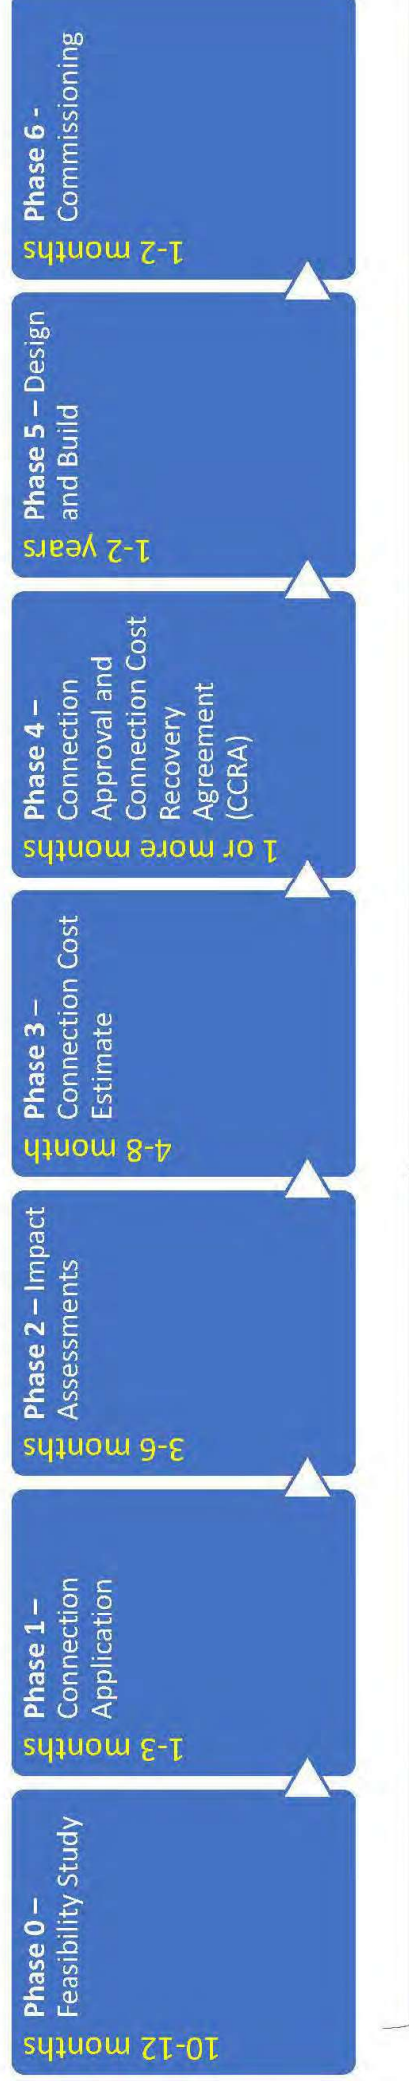 Phase 0 –
Feasibility Study
10-12 months
Phase 1 –
Connection
Application
1-3 months
Phase 2 – Impact
Assessments
3-6 months
Phase 3 –
Connection Cost
Estimate
4-8 month
Phase 4 –
Connection
Approval and
Connection Cost
Recovery
Agreement
(CCRA)
1 or more months
Phase 5 – Design
and Build
1-2 years
Phase 6 -
Commissioning
1-2 months